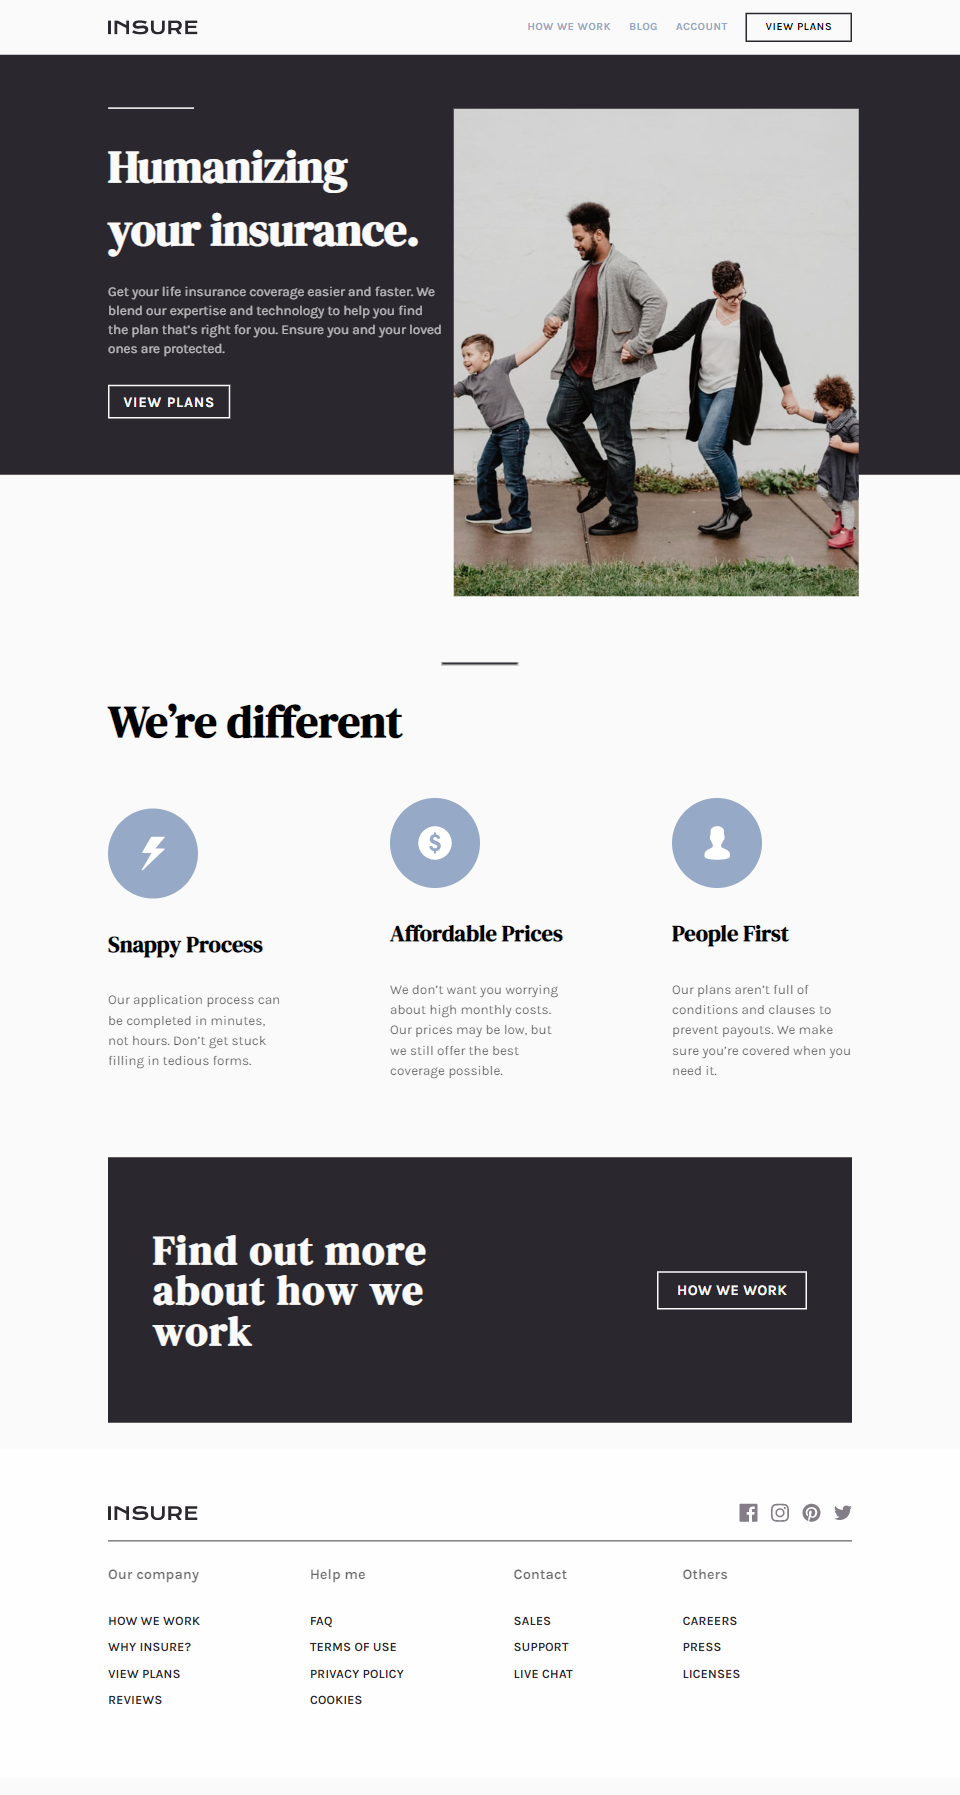 INSURE
HOW WE WORK BLOG ACCOUNT VIEW PLANS
Humanizing
your insurance.
Get your life insurance coverage easier and faster. We
blend our expertise and technology to help you find
the plan that’s right for you. Ensure you and your loved
ones are protected.
VIEW PLANS
We’re different
Snappy Process
Our application process can
be completed in minutes,
not hours. Don’t get stuck
filling in tedious forms.
Affordable Prices
We don’t want you worrying
about high monthly costs.
Our prices may be low, but
we still offer the best
coverage possible.
People First
Our plans aren’t full of
conditions and clauses to
prevent payouts. We make
sure you’re covered when you
need it.
Find out more
about how we
work
HOW WE WORK
INSURE
Our company
HOW WE WORK
WHY INSURE?
VIEW PLANS
REVIEWS
Help me
FAQ
TERMS OF USE
PRIVACY POLICY
COOKIES
Contact
SALES
SUPPORT
LIVE CHAT
Others
CAREERS
PRESS
LICENSES